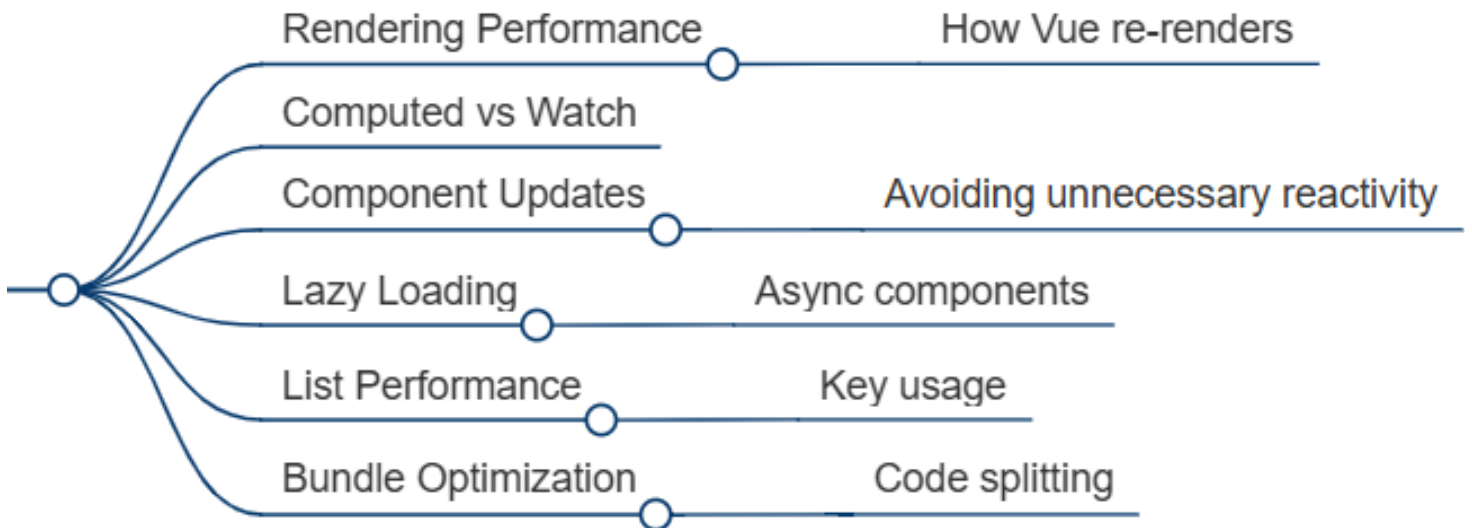 Rendering Performance
How Vue re-renders
Computed vs Watch
Component Updates
Avoiding unnecessary reactivity
Lazy Loading
Async components
List Performance
Key usage
Bundle Optimization
Code splitting